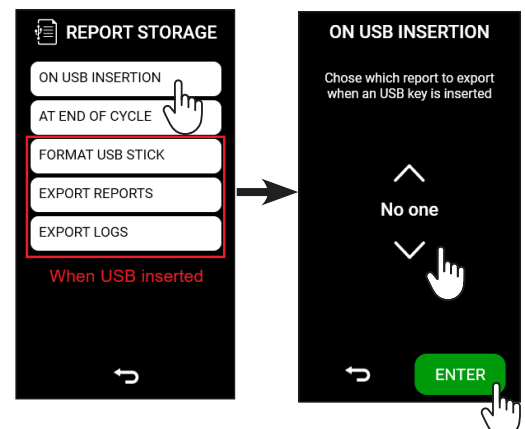 REPORT STORAGE
ON USB INSERTION
AT END OF CYCLE
FORMAT USB STICK
EXPORT REPORTS
EXPORT LOGS
When USB inserted
ON USB INSERTION
Chose which report to export
when an USB key is inserted
No one
ENTER